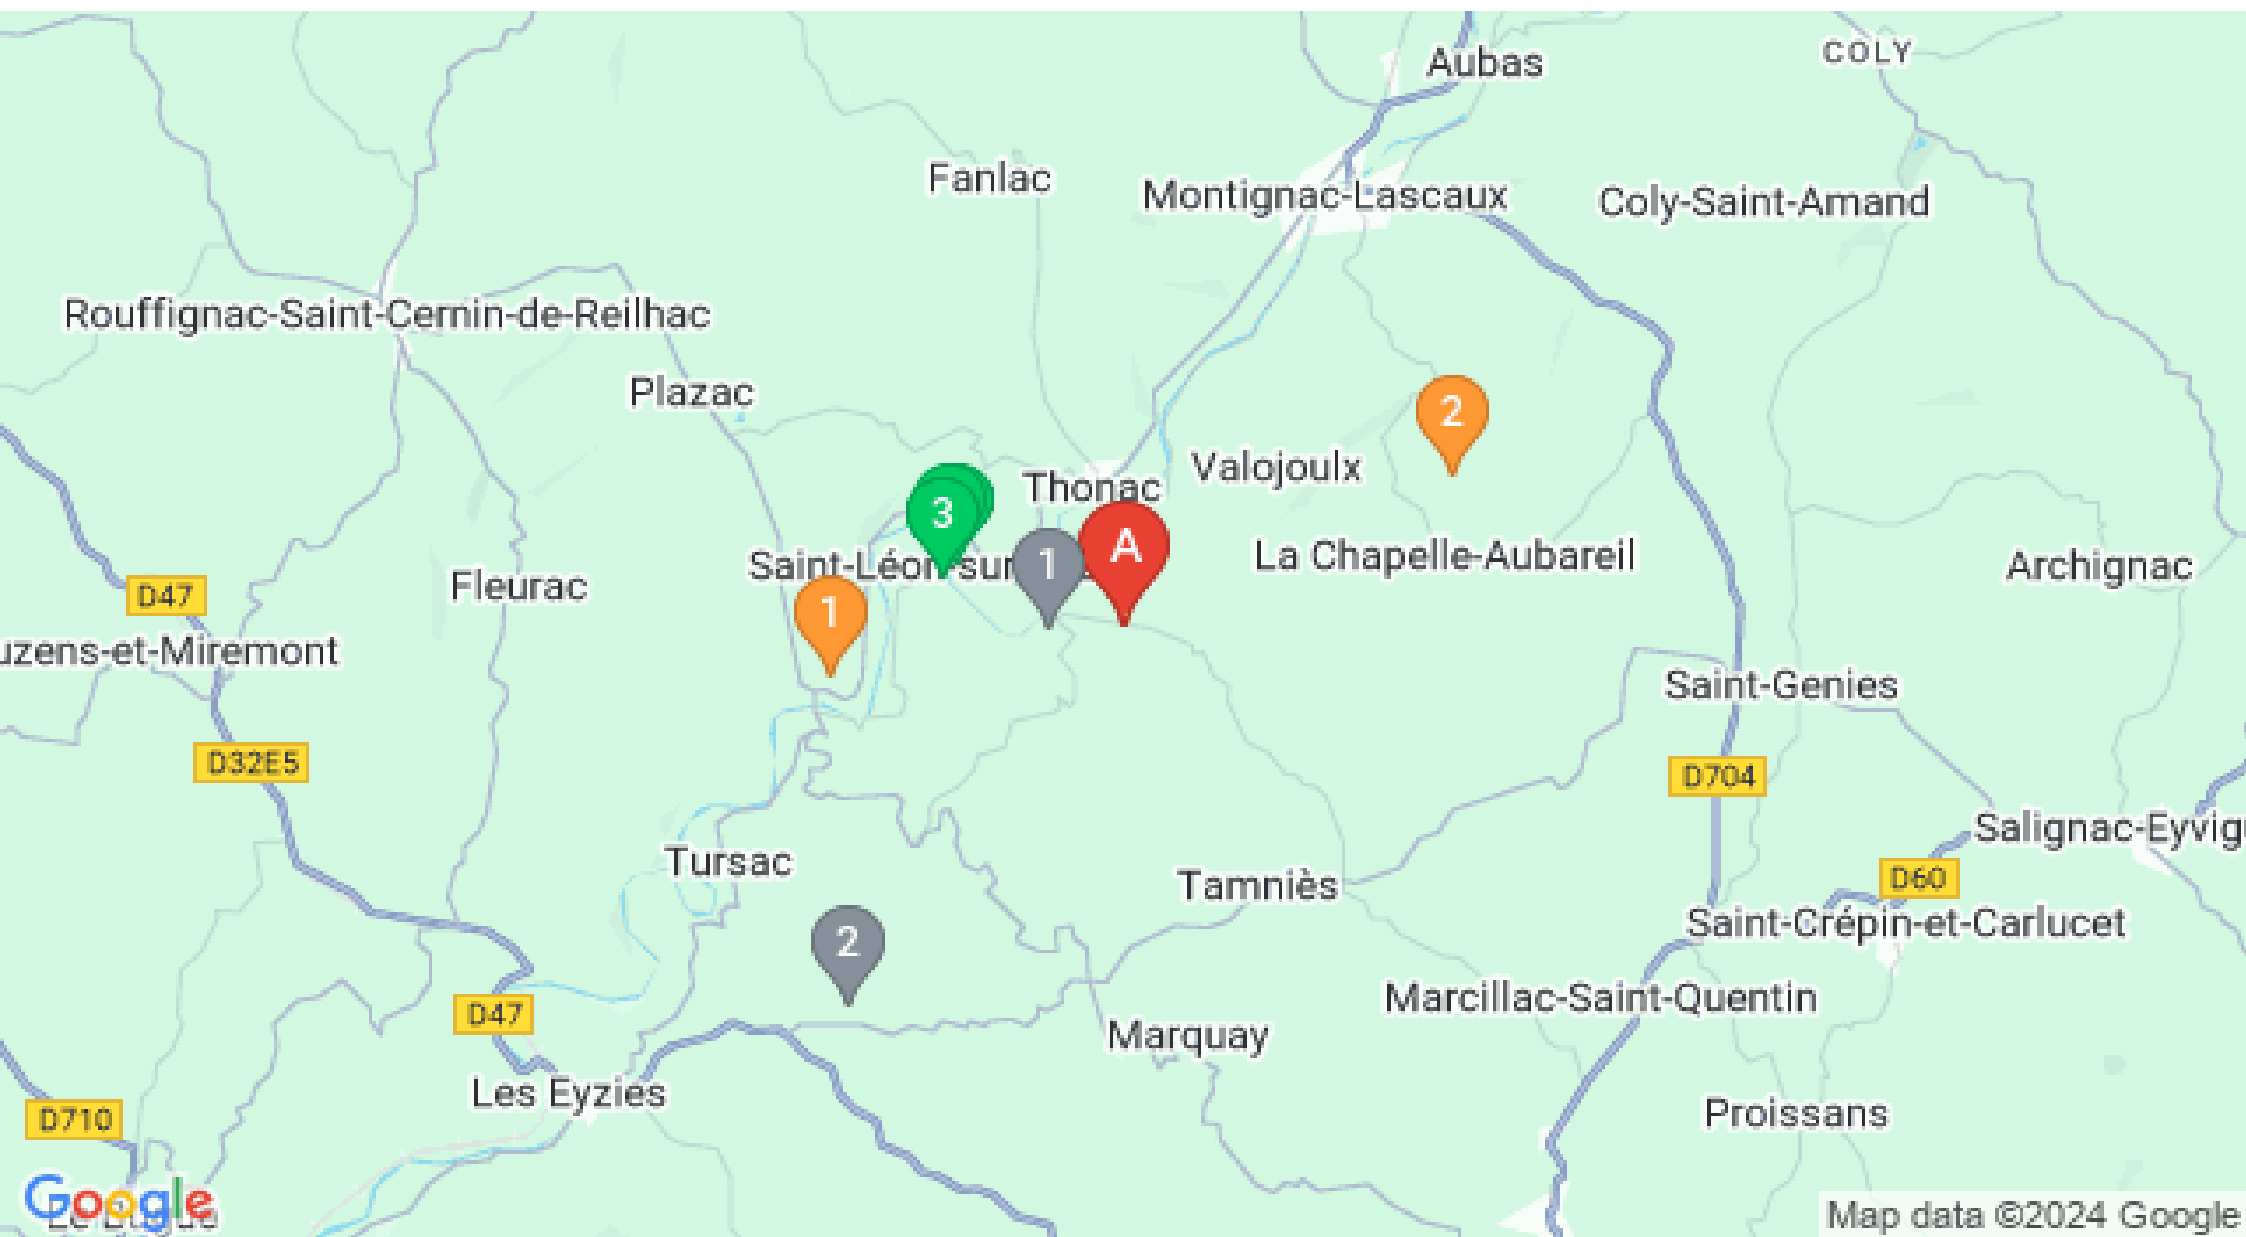 Aubas
COLY
Fanlac
Montignac-Lascaux
Coly-Saint-Amand
Rouffignac-Saint-Cernin-de-Reilhac
Plazac
2
Valojoulx
Thonac
3
A
La Chapelle-Aubareil
Saint-Léon-sur
1
Archignac
Fleurac
D47
1
uzens-et-Miremont
Saint-Genies
D32E5
D704
Salignac-Eyvig
Tursac
Tamniès
D60
Saint-Crépin-et-Carlucet
2
Marcillac-Saint-Quentin
D47
Marquay
Les Eyzies
D710
Proissans
Google
Map data ©2024 Google